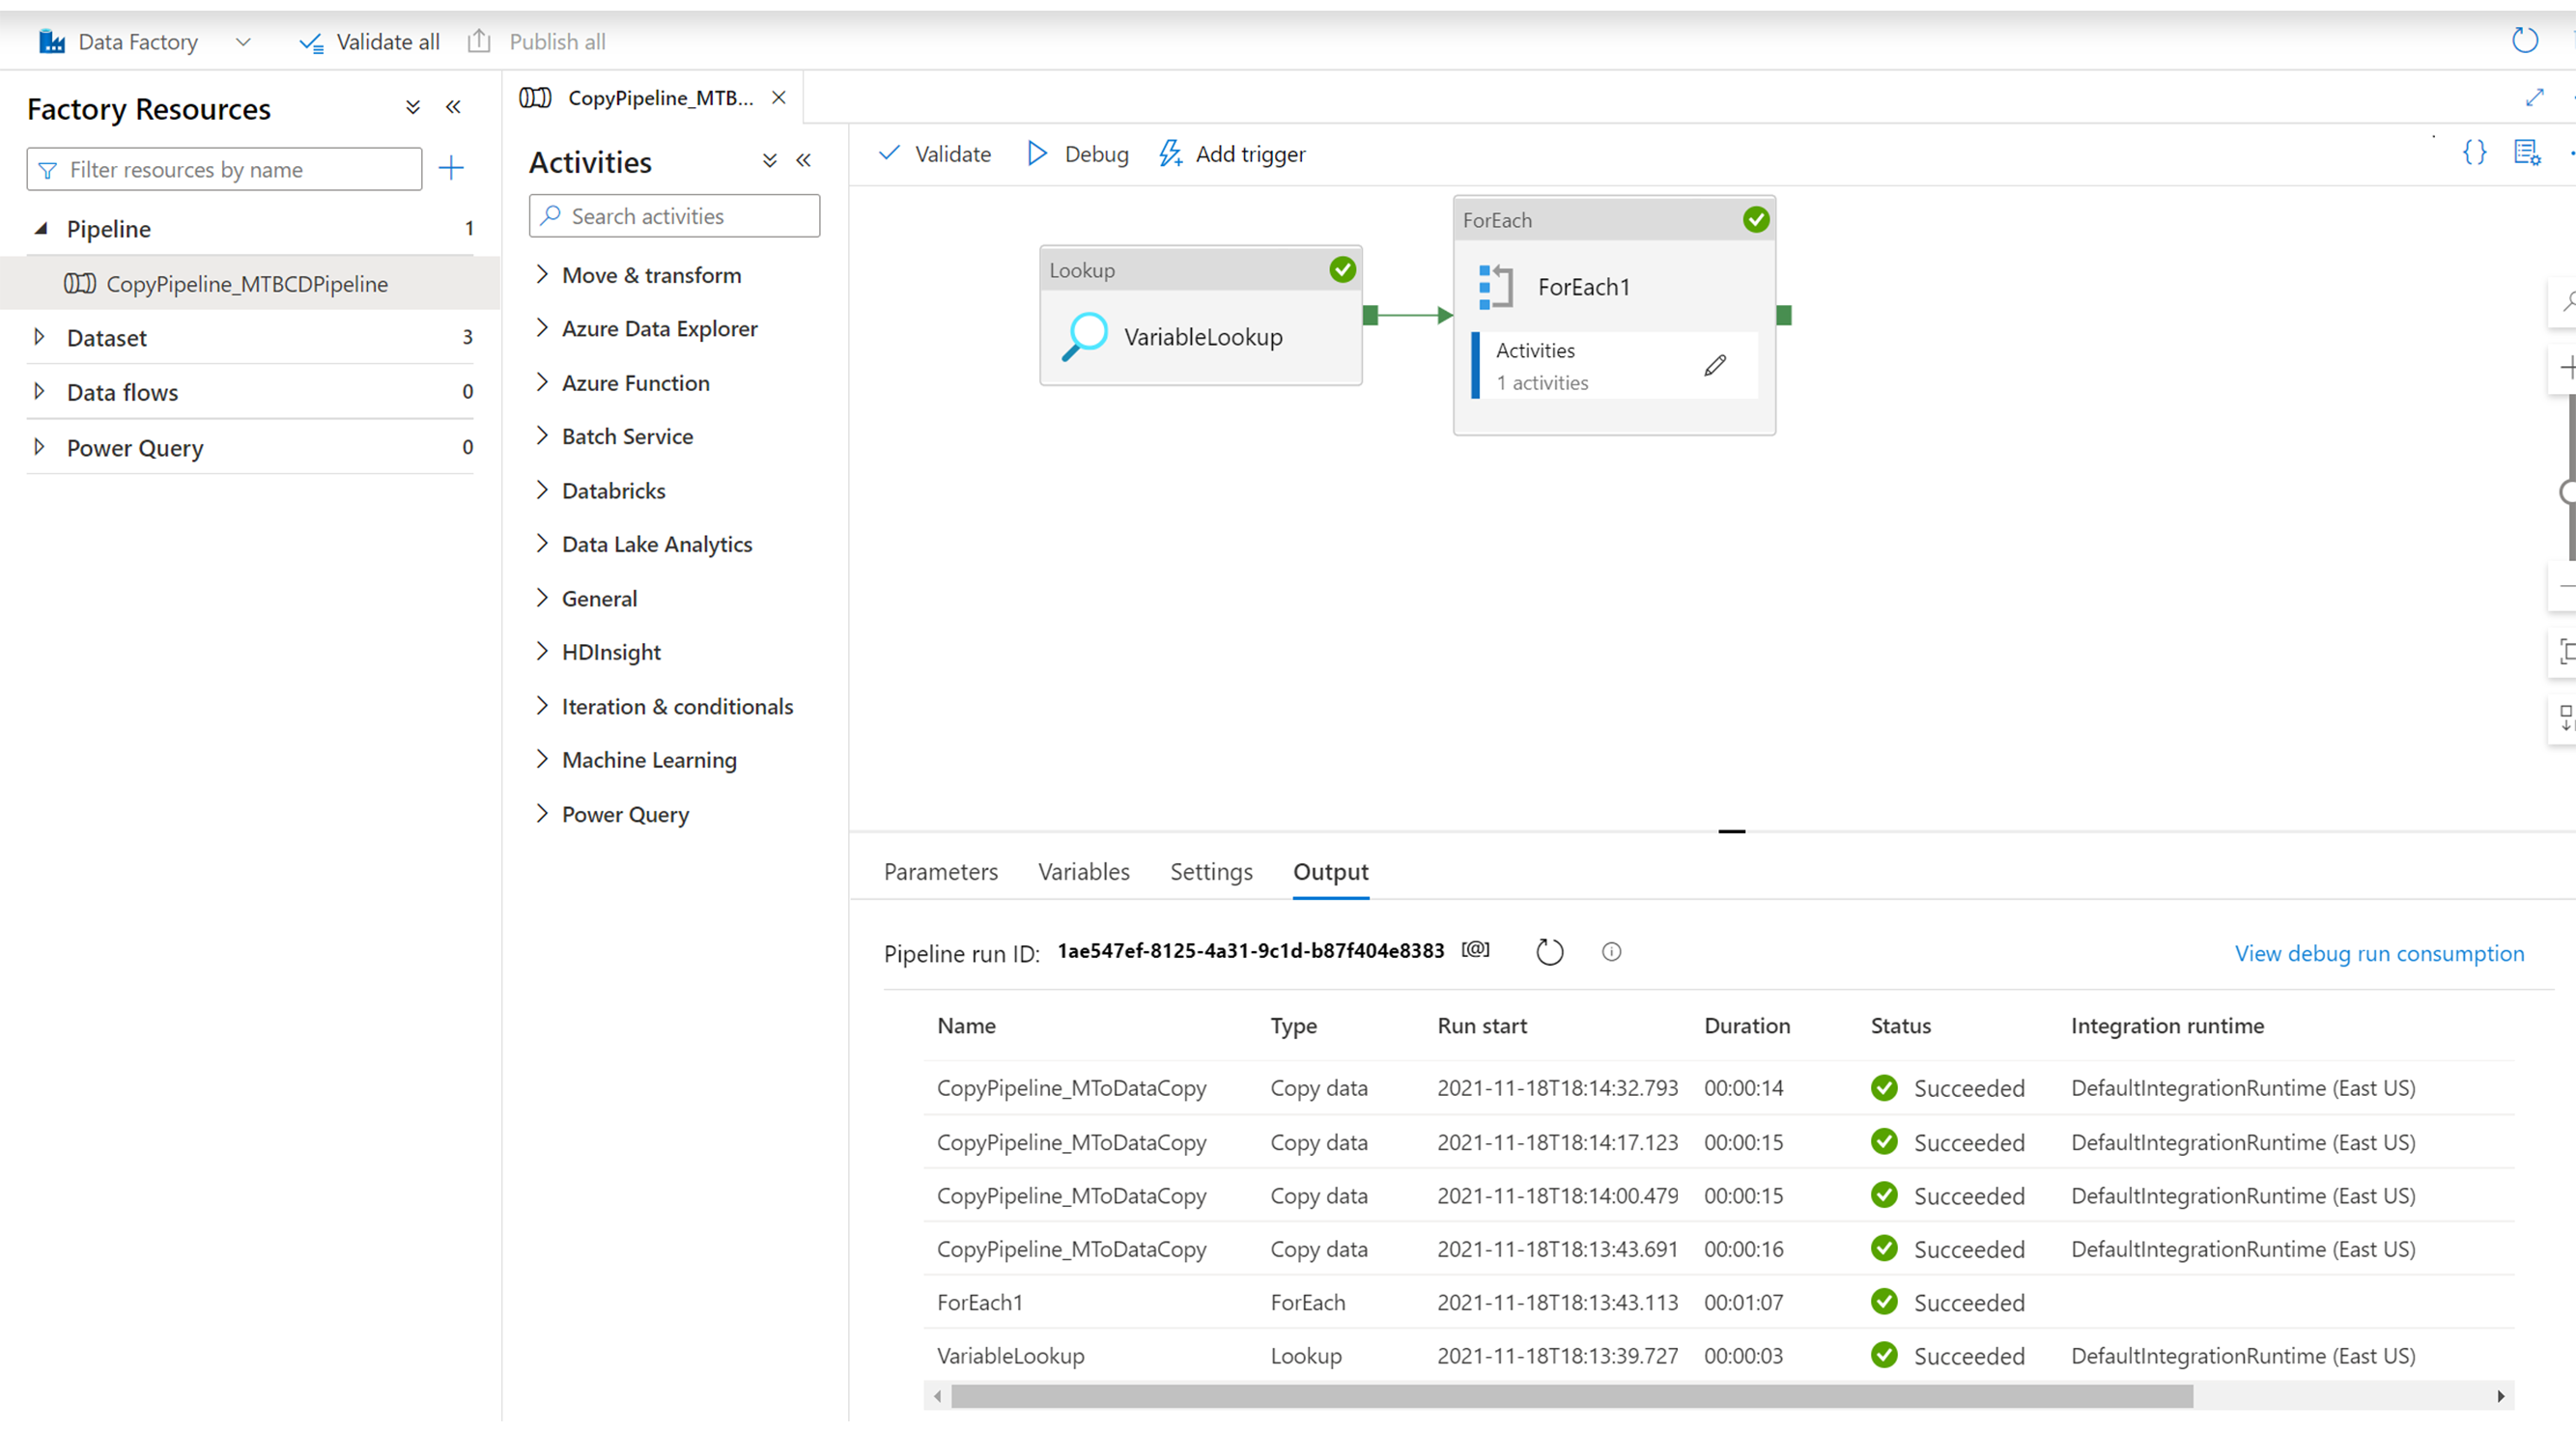 Data Factory Validate all Publish all
Factory Resources
Filter resources by name
Pipeline 1
CopyPipeline_MTBCDPipeline
Dataset 3
Data flows 0
Power Query 0
CopyPipeline_MTB...
Activities
Search activities
Move & transform
Azure Data Explorer
Azure Function
Batch Service
Databricks
Data Lake Analytics
General
HDInsight
Iteration & conditionals
Machine Learning
Power Query
Validate Debug Add trigger
Lookup
VariableLookup
ForEach
ForEach1
Activities
1 activities
Parameters Variables Settings Output
Pipeline run ID: 1ae547ef-8125-4a31-9c1d-b87f404e8383 [@] View debug run consumption
Name Type Run start Duration Status Integration runtime
CopyPipeline_MToDataCopy Copy data 2021-11-18T18:14:32.793 00:00:14 Succeeded DefaultIntegrationRuntime (East US)
CopyPipeline_MToDataCopy Copy data 2021-11-18T18:14:17.123 00:00:15 Succeeded DefaultIntegrationRuntime (East US)
CopyPipeline_MToDataCopy Copy data 2021-11-18T18:14:00.479 00:00:15 Succeeded DefaultIntegrationRuntime (East US)
CopyPipeline_MToDataCopy Copy data 2021-11-18T18:13:43.691 00:00:16 Succeeded DefaultIntegrationRuntime (East US)
ForEach1 ForEach 2021-11-18T18:13:43.113 00:01:07 Succeeded
VariableLookup Lookup 2021-11-18T18:13:39.727 00:00:03 Succeeded DefaultIntegrationRuntime (East US)